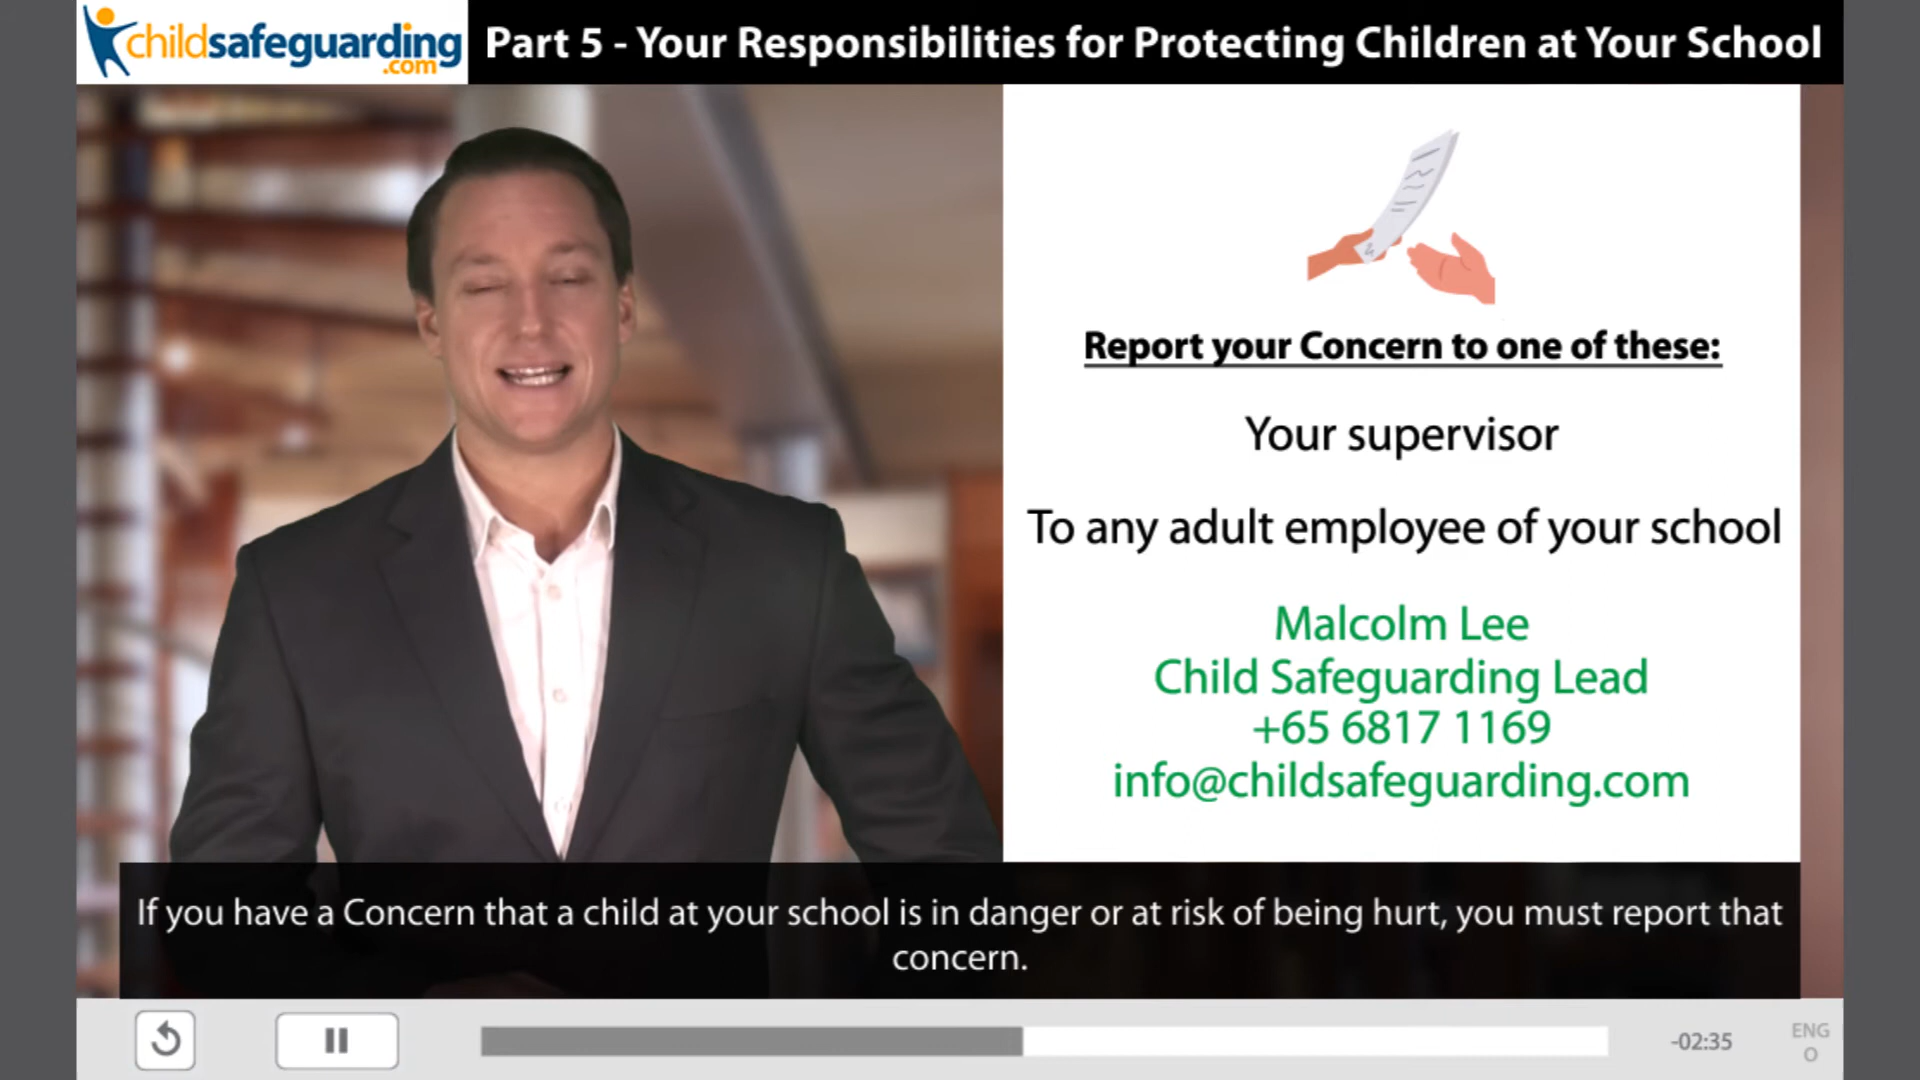 childsafeguarding
.com
Part 5 - Your Responsibilities for Protecting Children at Your School
Report your Concern to one of these:
Your supervisor
To any adult employee of your school
Malcolm Lee
Child Safeguarding Lead
+65 6817 1169
info@childsafeguarding.com
If you have a Concern that a child at your school is in danger or at risk of being hurt, you must report that
concern.
-02:35
ENG
O